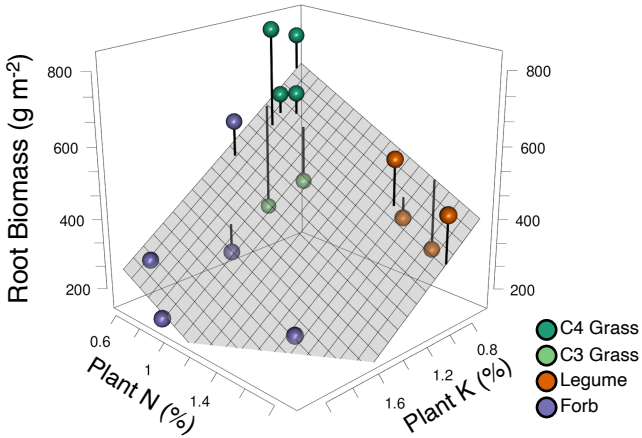 Root Biomass (g m-2)
800
600
400
200
800
600
400
200
0.6
1
1.4
Plant N (%)
0.8
1.2
1.6
Plant K (%)
C4 Grass
C3 Grass
Legume
Forb